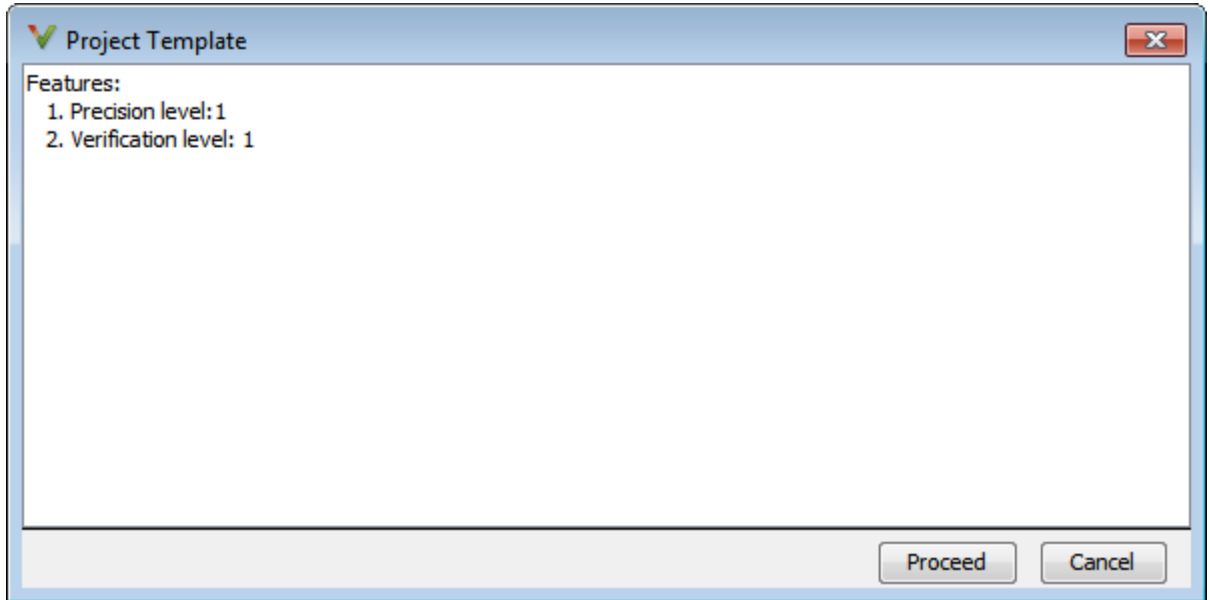 Project Template
Features:
1. Precision level:1
2. Verification level: 1
Proceed Cancel